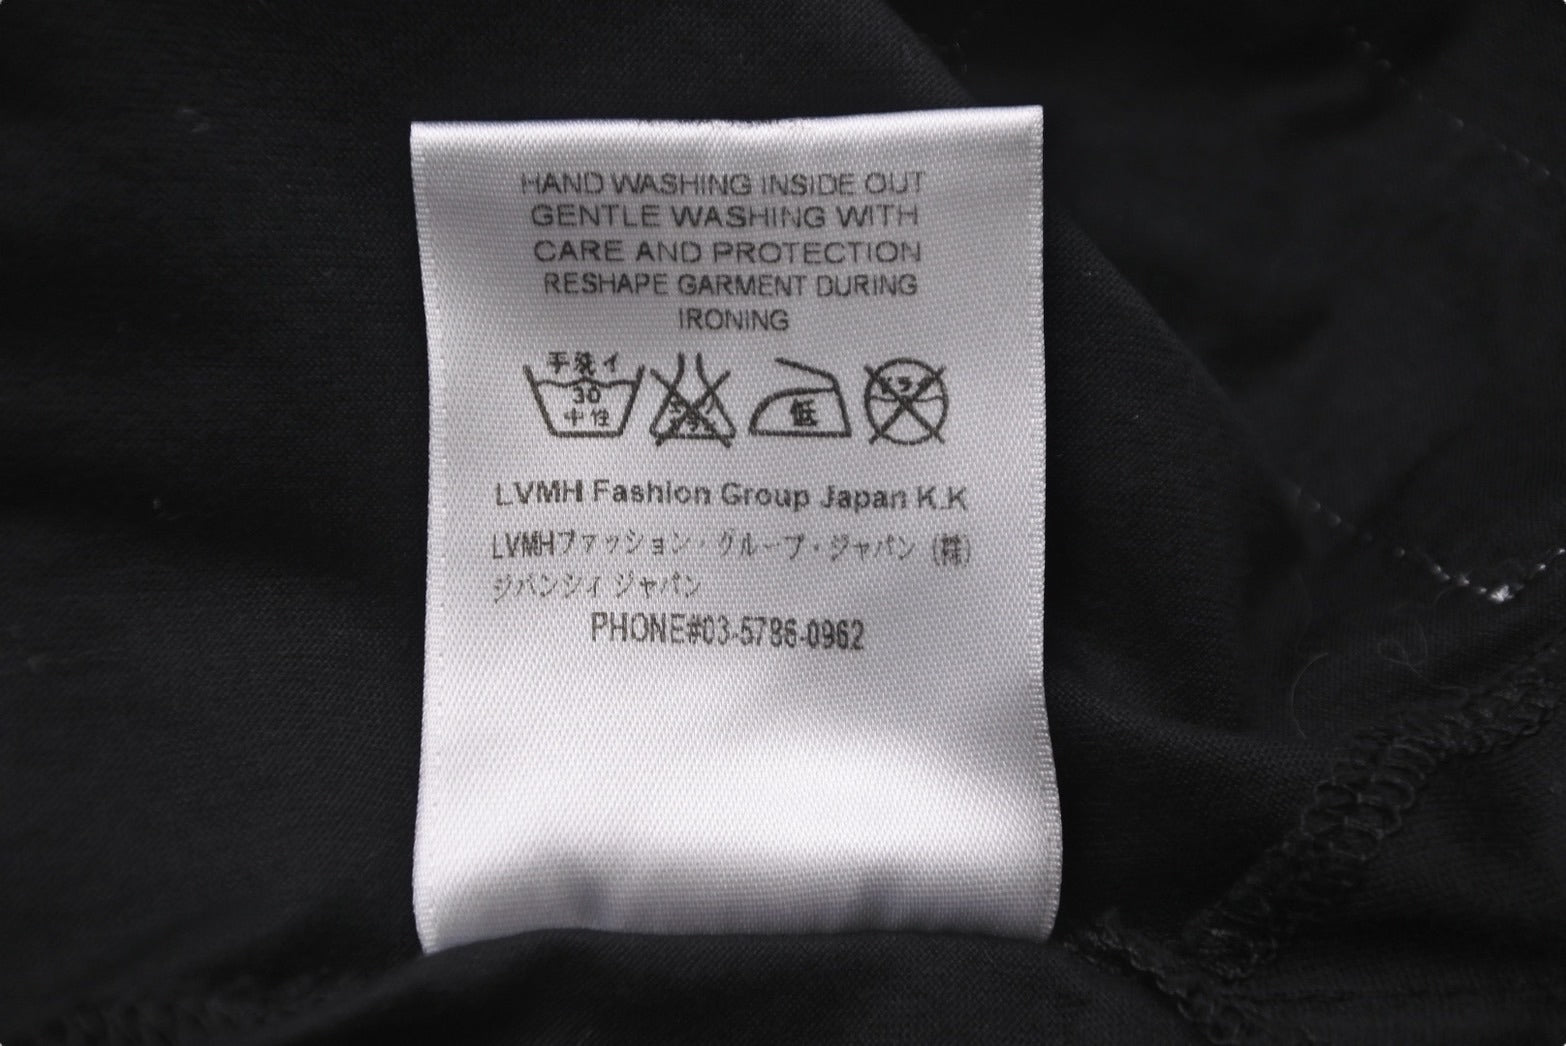 HAND WASHING INSIDE OUT
GENTLE WASHING WITH
CARE AND PROTECTION
RESHAPE GARMENT DURING
IRONING
手洗イ
30
中性
低
LVMH Fashion Group Japan K.K
LVMHファッション・グループ・ジャパン (株)
ジバンシィ ジャパン
PHONE#03-5786-0962